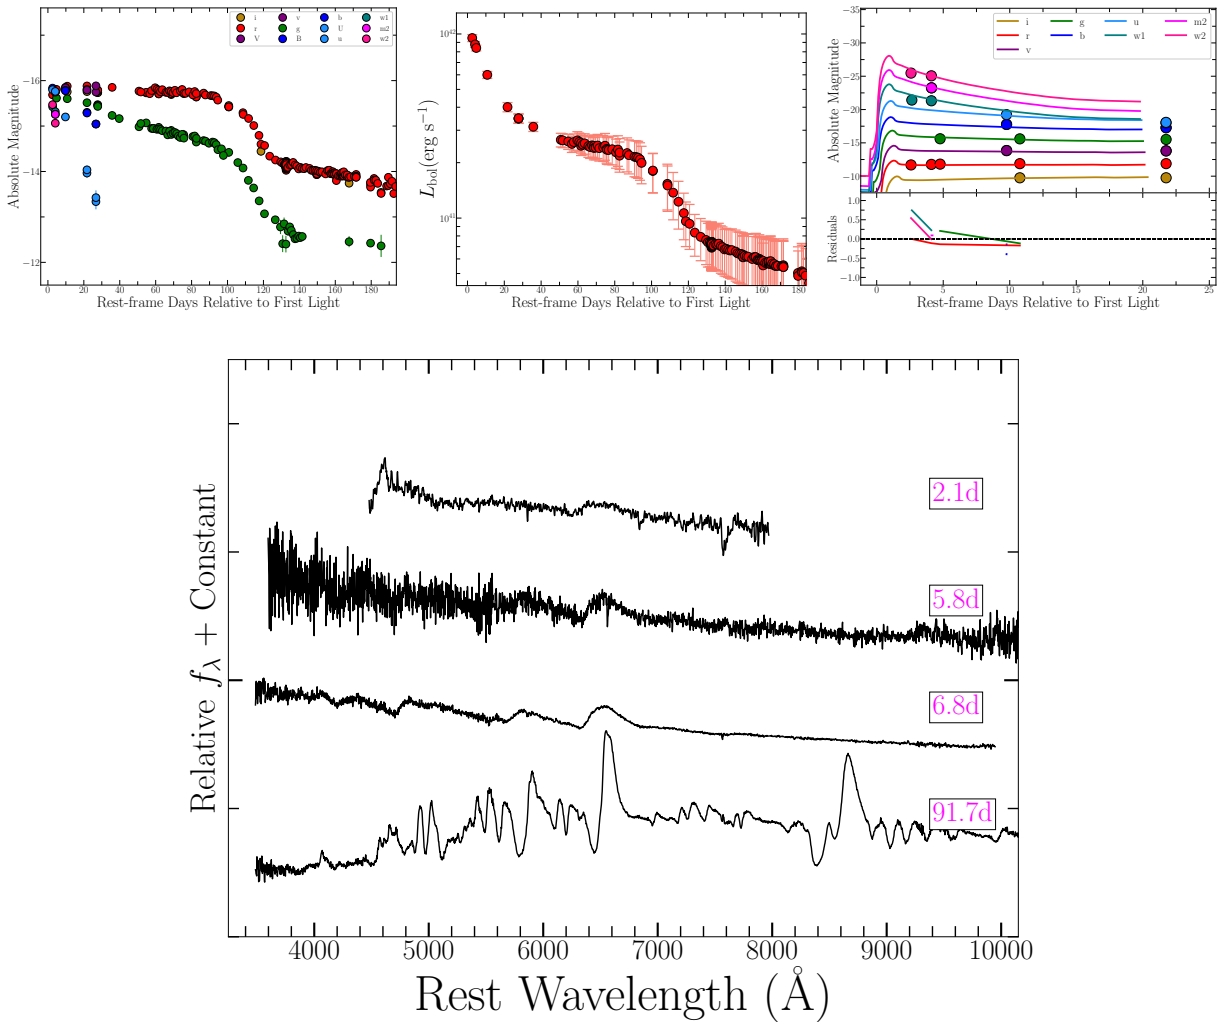 i v b w1
r g U m2
V B u w2
Absolute Magnitude
−16
−14
−12
0 20 40 60 80 100 120 140 160 180
Rest-frame Days Relative to First Light
L_bol(erg s⁻¹)
10⁴²
10⁴¹
0 20 40 60 80 100 120 140 160 180
Rest-frame Days Relative to First Light
i g u m2
r b w1 w2
v
Absolute Magnitude
−35
−30
−25
−20
−15
−10
Residuals
1.0
0.5
0.0
−0.5
−1.0
0 5 10 15 20 25
Rest-frame Days Relative to First Light
Relative f_λ + Constant
2.1d
5.8d
6.8d
91.7d
4000 5000 6000 7000 8000 9000 10000
Rest Wavelength (Å)